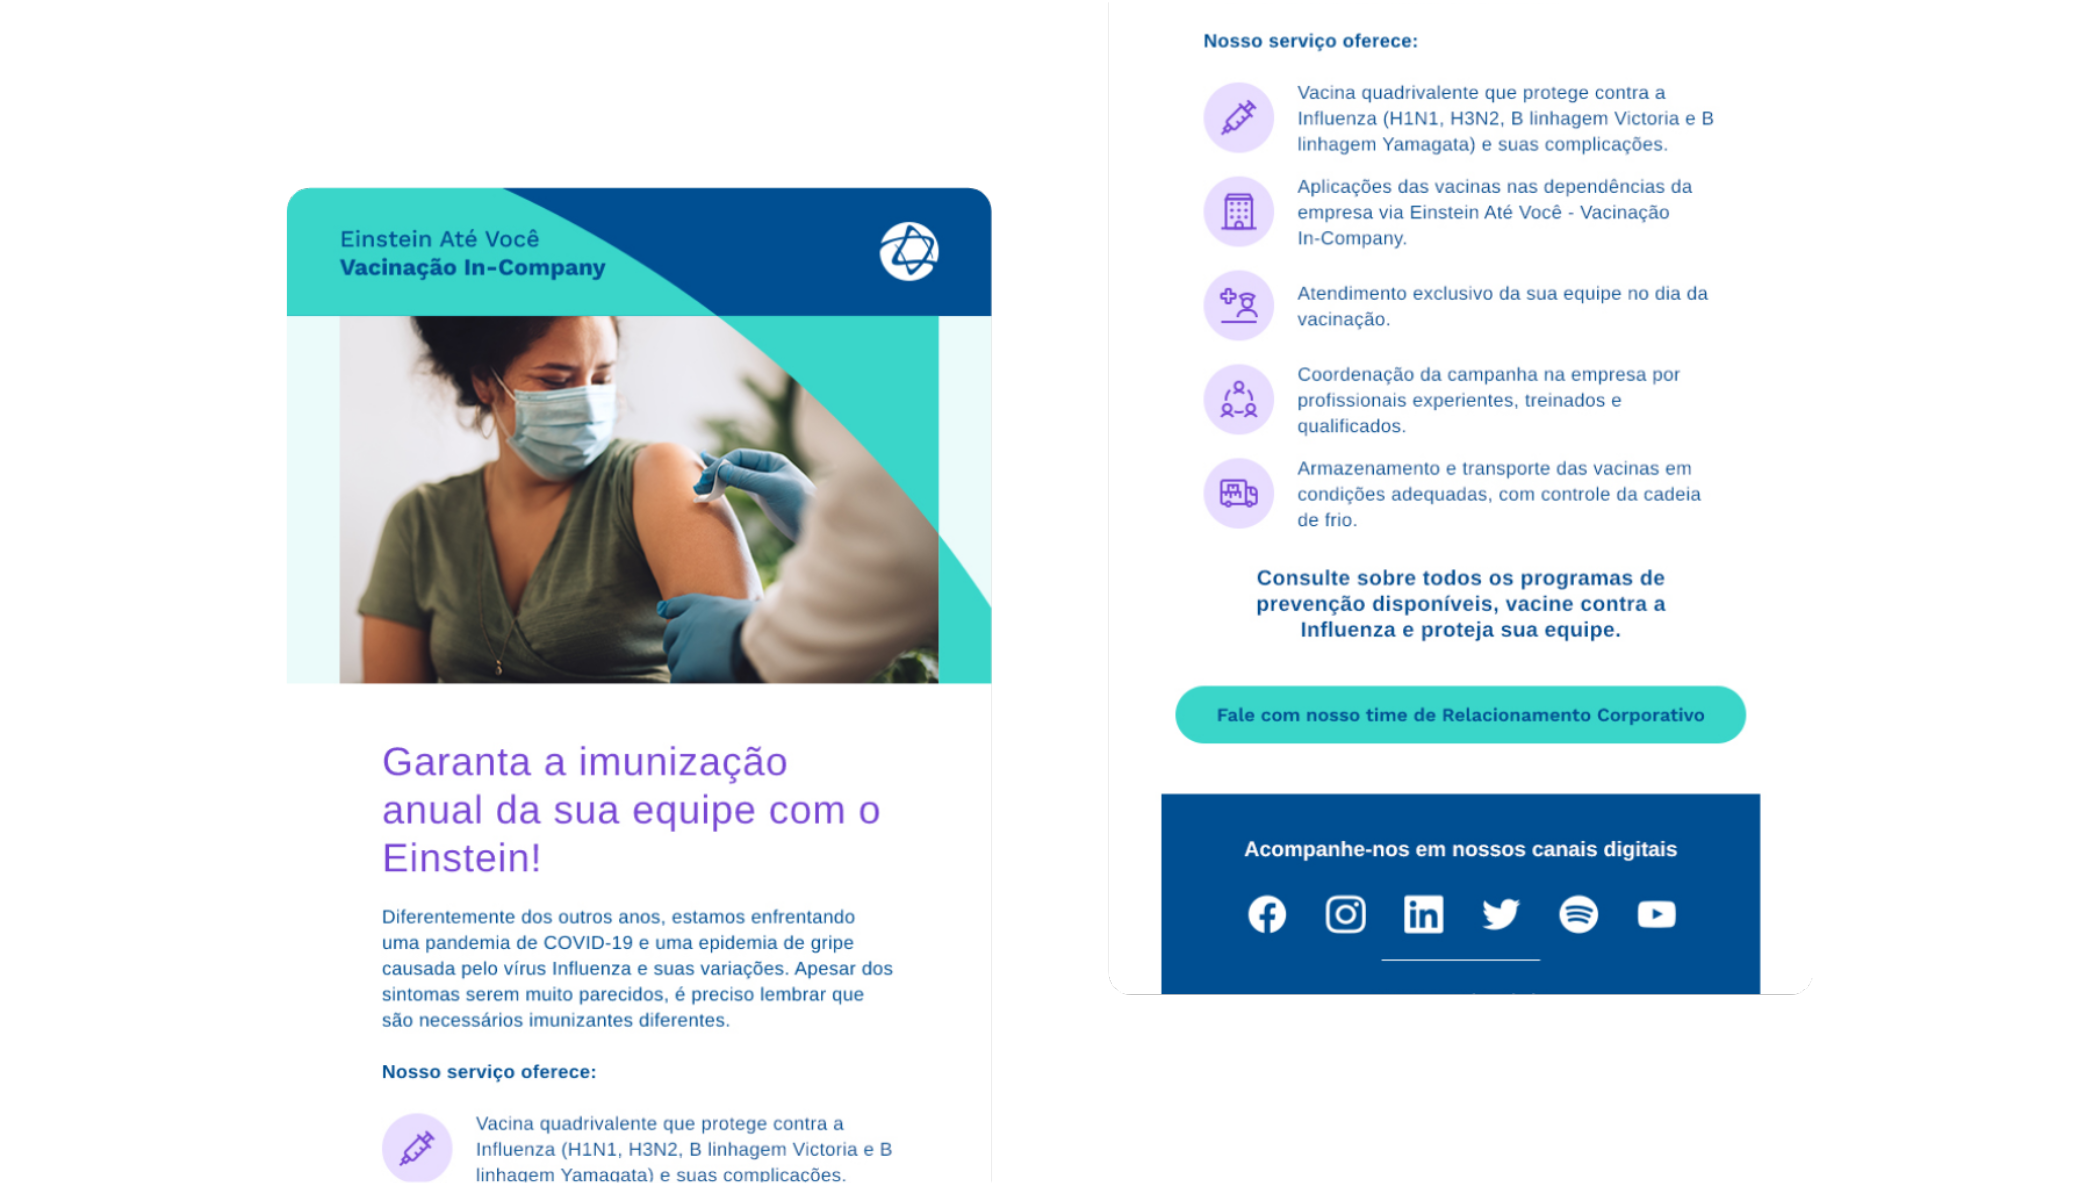 Einstein Até Você
Vacinação In-Company
Garanta a imunização
anual da sua equipe com o
Einstein!
Diferentemente dos outros anos, estamos enfrentando
uma pandemia de COVID-19 e uma epidemia de gripe
causada pelo vírus Influenza e suas variações. Apesar dos
sintomas serem muito parecidos, é preciso lembrar que
são necessários imunizantes diferentes.
Nosso serviço oferece:
Vacina quadrivalente que protege contra a
Influenza (H1N1, H3N2, B linhagem Victoria e B
linhagem Yamagata) e suas complicações.
Nosso serviço oferece:
Vacina quadrivalente que protege contra a
Influenza (H1N1, H3N2, B linhagem Victoria e B
linhagem Yamagata) e suas complicações.
Aplicações das vacinas nas dependências da
empresa via Einstein Até Você - Vacinação
In-Company.
Atendimento exclusivo da sua equipe no dia da
vacinação.
Coordenação da campanha na empresa por
profissionais experientes, treinados e
qualificados.
Armazenamento e transporte das vacinas em
condições adequadas, com controle da cadeia
de frio.
Consulte sobre todos os programas de
prevenção disponíveis, vacine contra a
Influenza e proteja sua equipe.
Fale com nosso time de Relacionamento Corporativo
Acompanhe-nos em nossos canais digitais